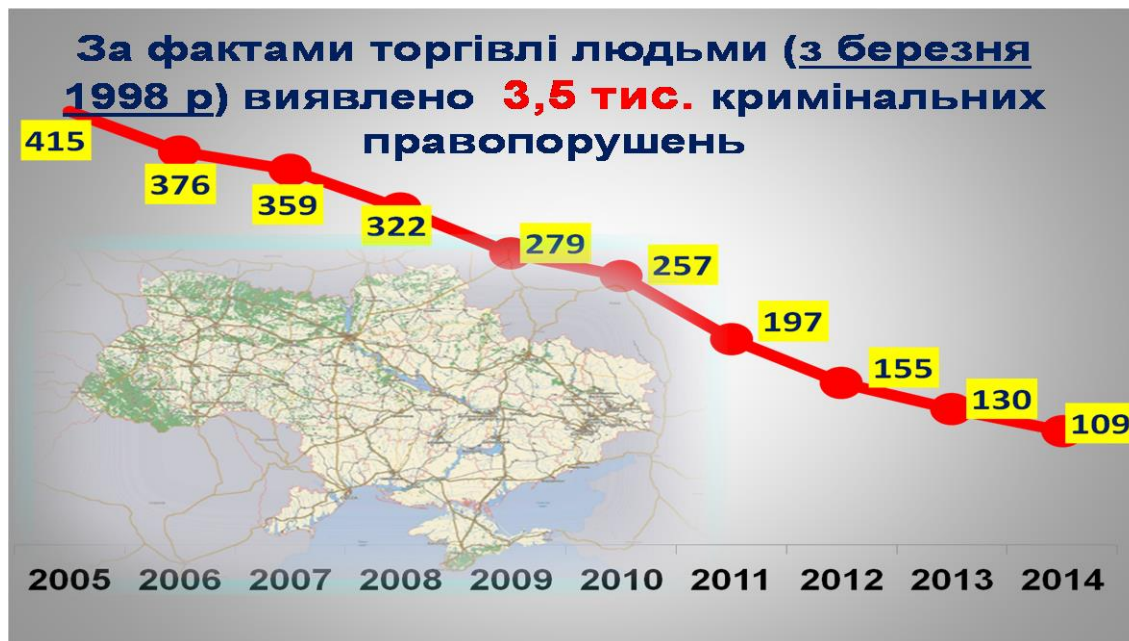 За фактами торгівлі людьми (з березня
1998 р) виявлено 3,5 тис. кримінальних
правопорушень
415
376
359
322
279
257
197
155
130
109
2005 2006 2007 2008 2009 2010 2011 2012 2013 2014